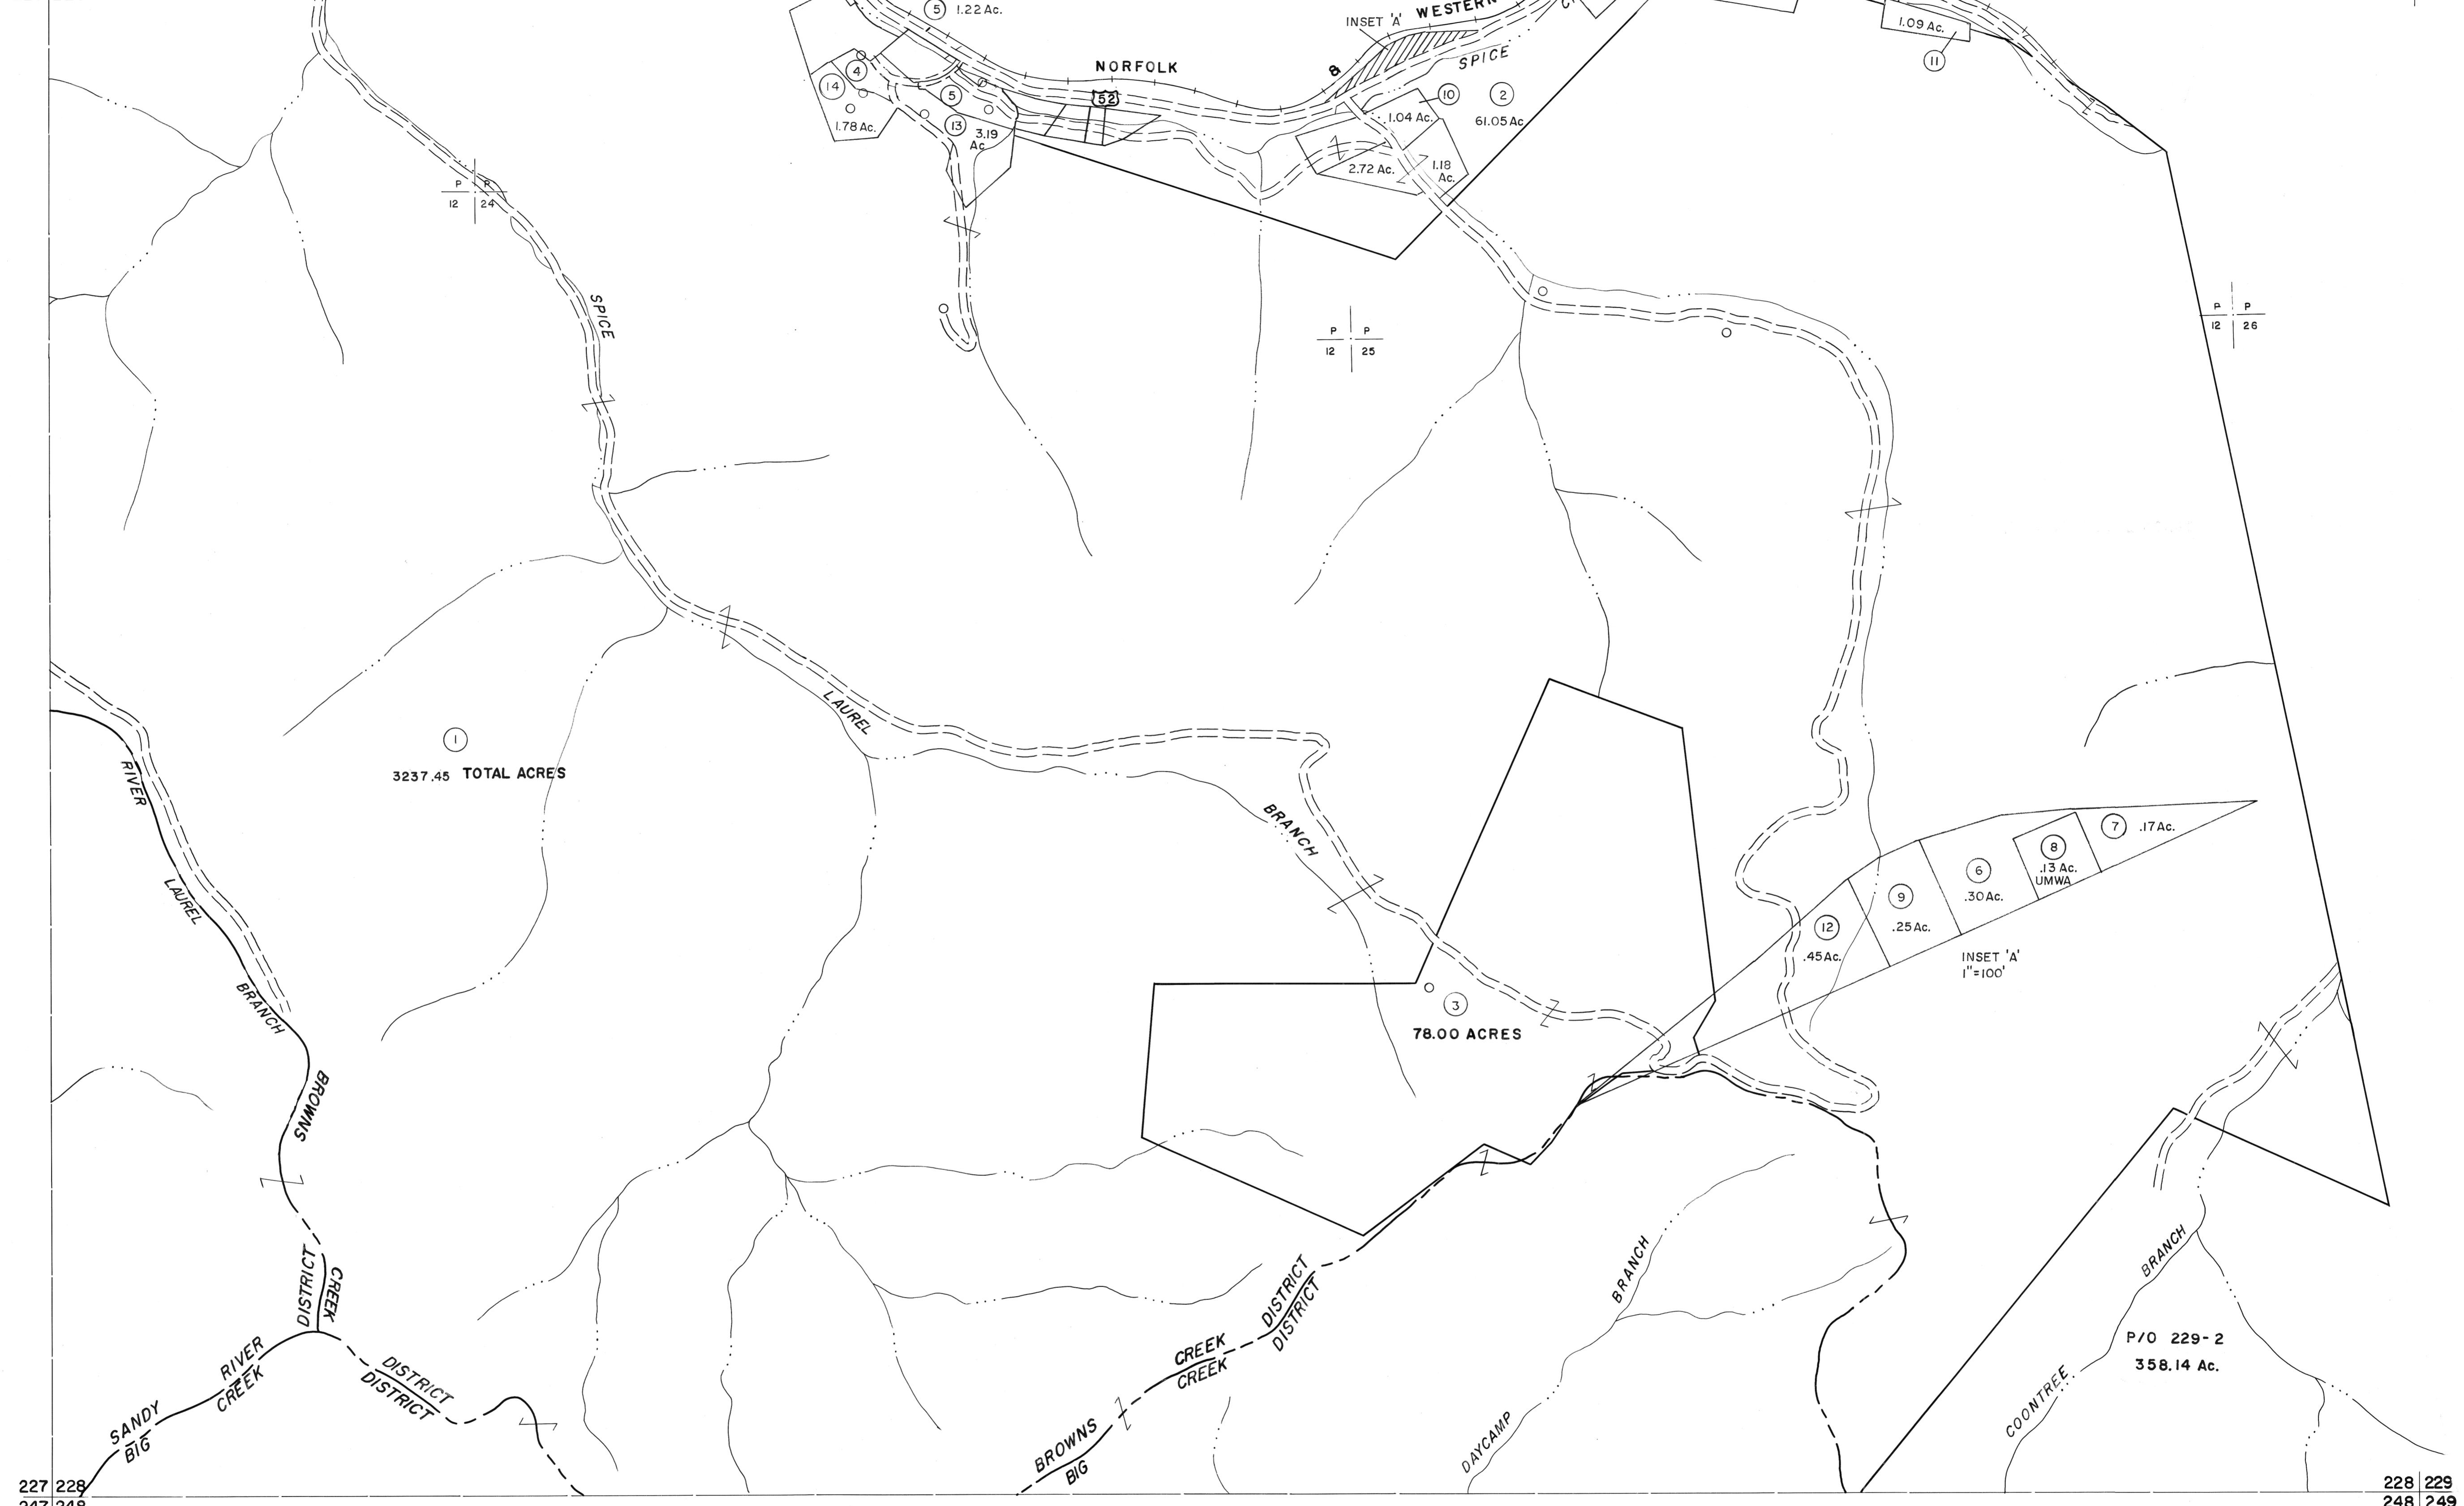 5 1.22 Ac.
INSET 'A' WESTERN
1.09 Ac.
11
NORFOLK
&
SPICE
4
14
5
52
10
2
1.78 Ac.
13
3.19
Ac
1.04 Ac.
61.05 Ac
2.72 Ac.
1.18
Ac.
P P
12 24
SPICE
P P
12 25
P P
12 26
1
3237.45 TOTAL ACRES
LAUREL
BRANCH
RIVER
LAUREL
BRANCH
7 .17 Ac.
8
.13 Ac.
UMWA
6
.30 Ac.
9
.25 Ac.
12
.45 Ac.
INSET 'A'
1"=100'
3
78.00 ACRES
BROWNS
CREEK
DISTRICT
SANDY RIVER
BIG CREEK
DISTRICT
DISTRICT
BROWNS CREEK DISTRICT
BIG CREEK DISTRICT
DAYCAMP BRANCH
COONTREE BRANCH
P/O 229-2
358.14 Ac.
227 228
247 248
228 229
248 249